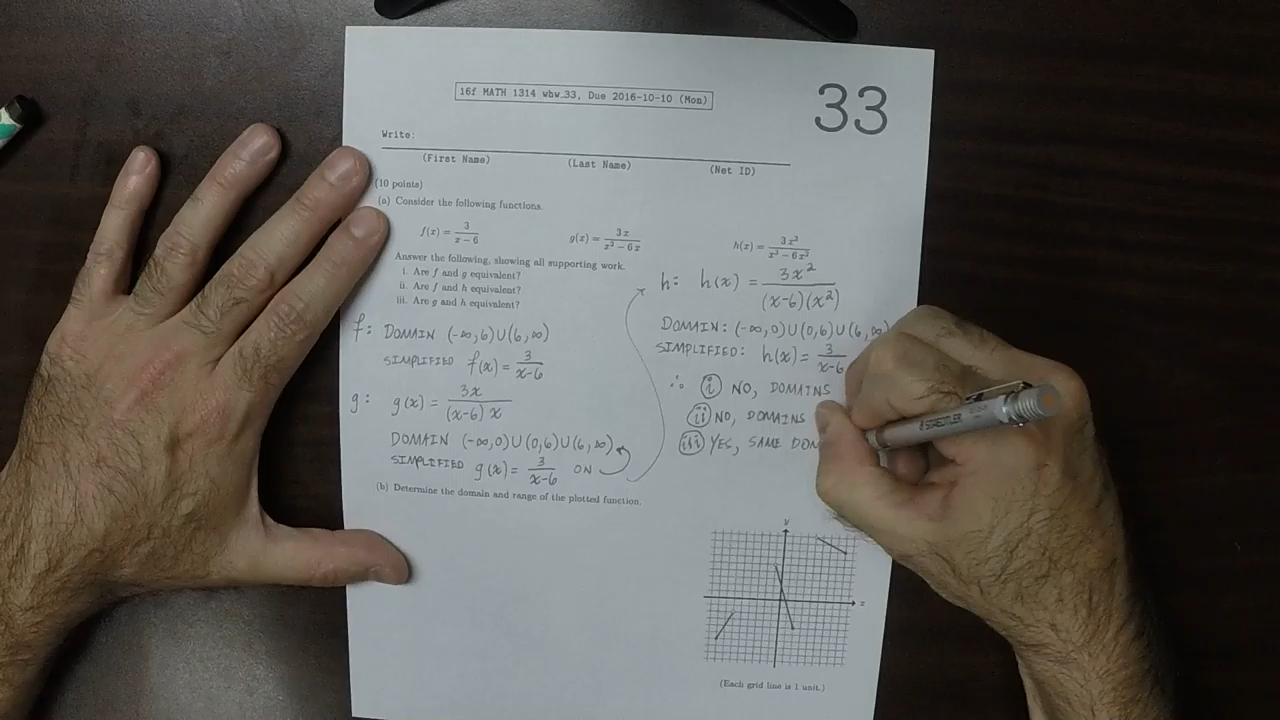 16f MATH 1314 wbw_33, Due 2016-10-10 (Mon)
33
Write:
(First Name) (Last Name) (Net ID)
(10 points)
(a) Consider the following functions.
f(x) = 3/(x − 6) g(x) = 3x/(x² − 6x) h(x) = 3x²/(x³ − 6x²)
Answer the following, showing all supporting work.
i. Are f and g equivalent?
ii. Are f and h equivalent?
iii. Are g and h equivalent?
f: DOMAIN (-∞,6)∪(6,∞)
SIMPLIFIED f(x) = 3/(x-6)
g: g(x) = 3x/((x-6) x)
DOMAIN (-∞,0)∪(0,6)∪(6,∞)
SIMPLIFIED g(x) = 3/(x-6) ON
h: h(x) = 3x²/((x-6)(x²))
DOMAIN: (-∞,0)∪(0,6)∪(6,∞)
SIMPLIFIED: h(x) = 3/(x-6)
∴ (i) NO, DOMAINS
(ii) NO, DOMAINS
(iii) YES, SAME
(b) Determine the domain and range of the plotted function.
y
x
(Each grid line is 1 unit.)
STAEDTLER